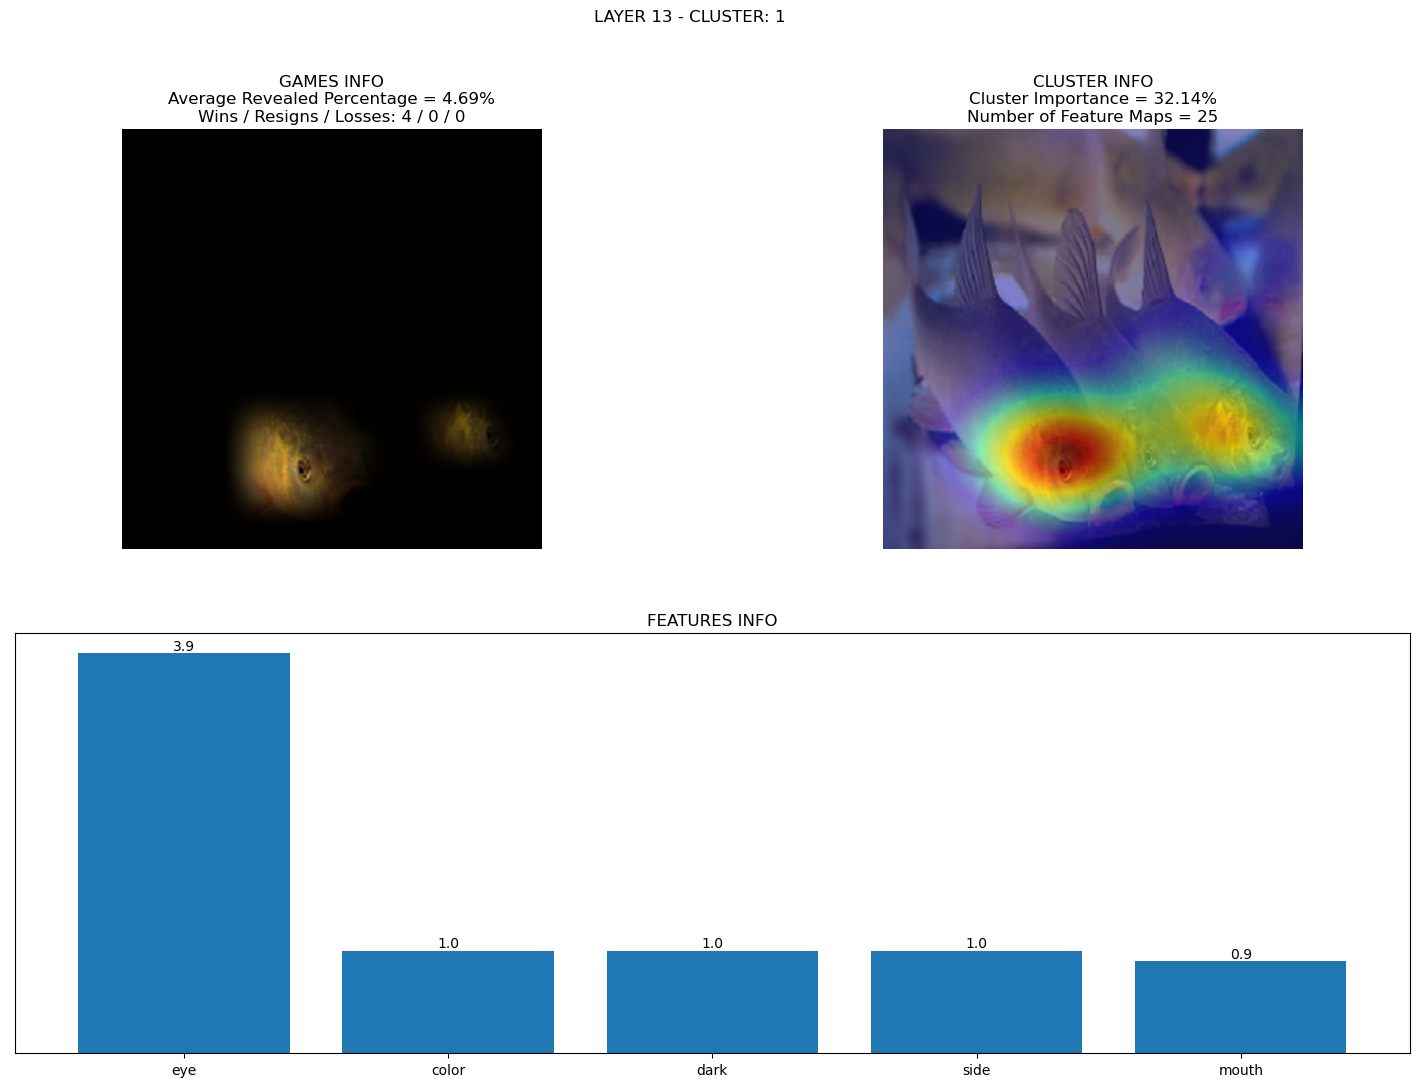 LAYER 13 - CLUSTER: 1
GAMES INFO
Average Revealed Percentage = 4.69%
Wins / Resigns / Losses: 4 / 0 / 0
CLUSTER INFO
Cluster Importance = 32.14%
Number of Feature Maps = 25
FEATURES INFO
3.9
1.0
1.0
1.0
0.9
eye
color
dark
side
mouth